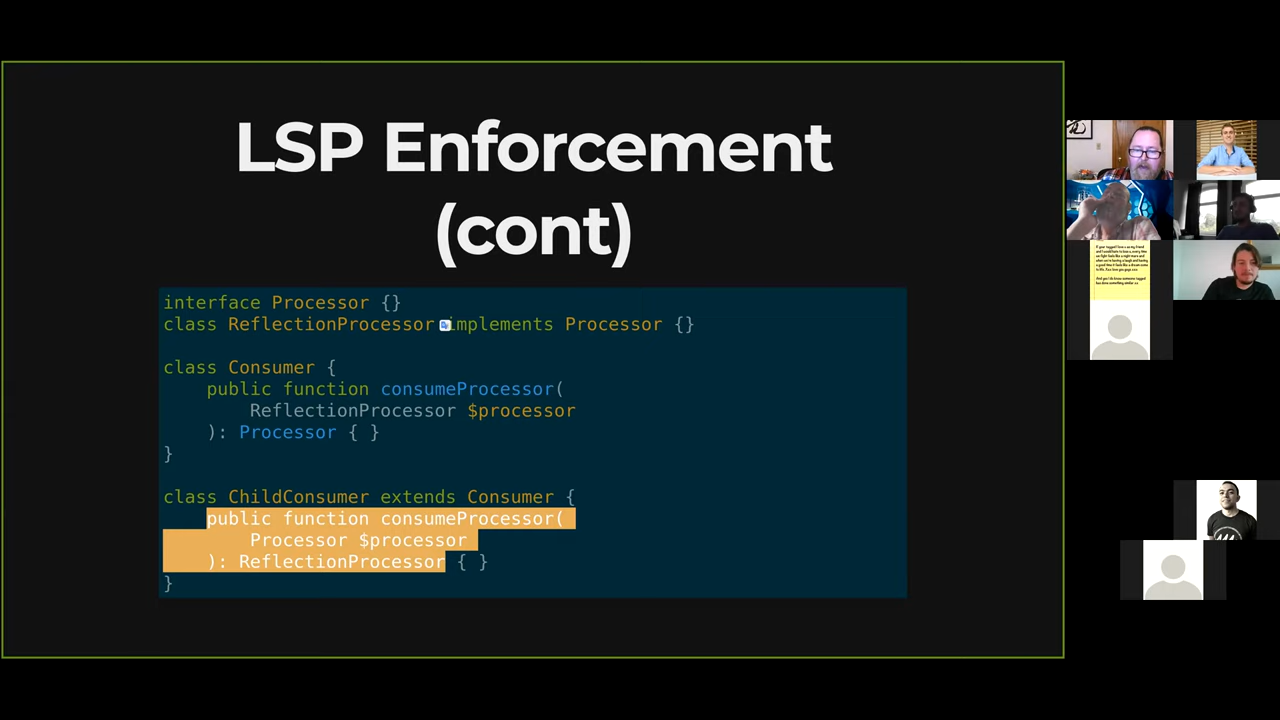 LSP Enforcement
(cont)
interface Processor {}
class ReflectionProcessor implements Processor {}
class Consumer {
public function consumeProcessor(
ReflectionProcessor $processor
): Processor { }
}
class ChildConsumer extends Consumer {
public function consumeProcessor(
Processor $processor
): ReflectionProcessor { }
}